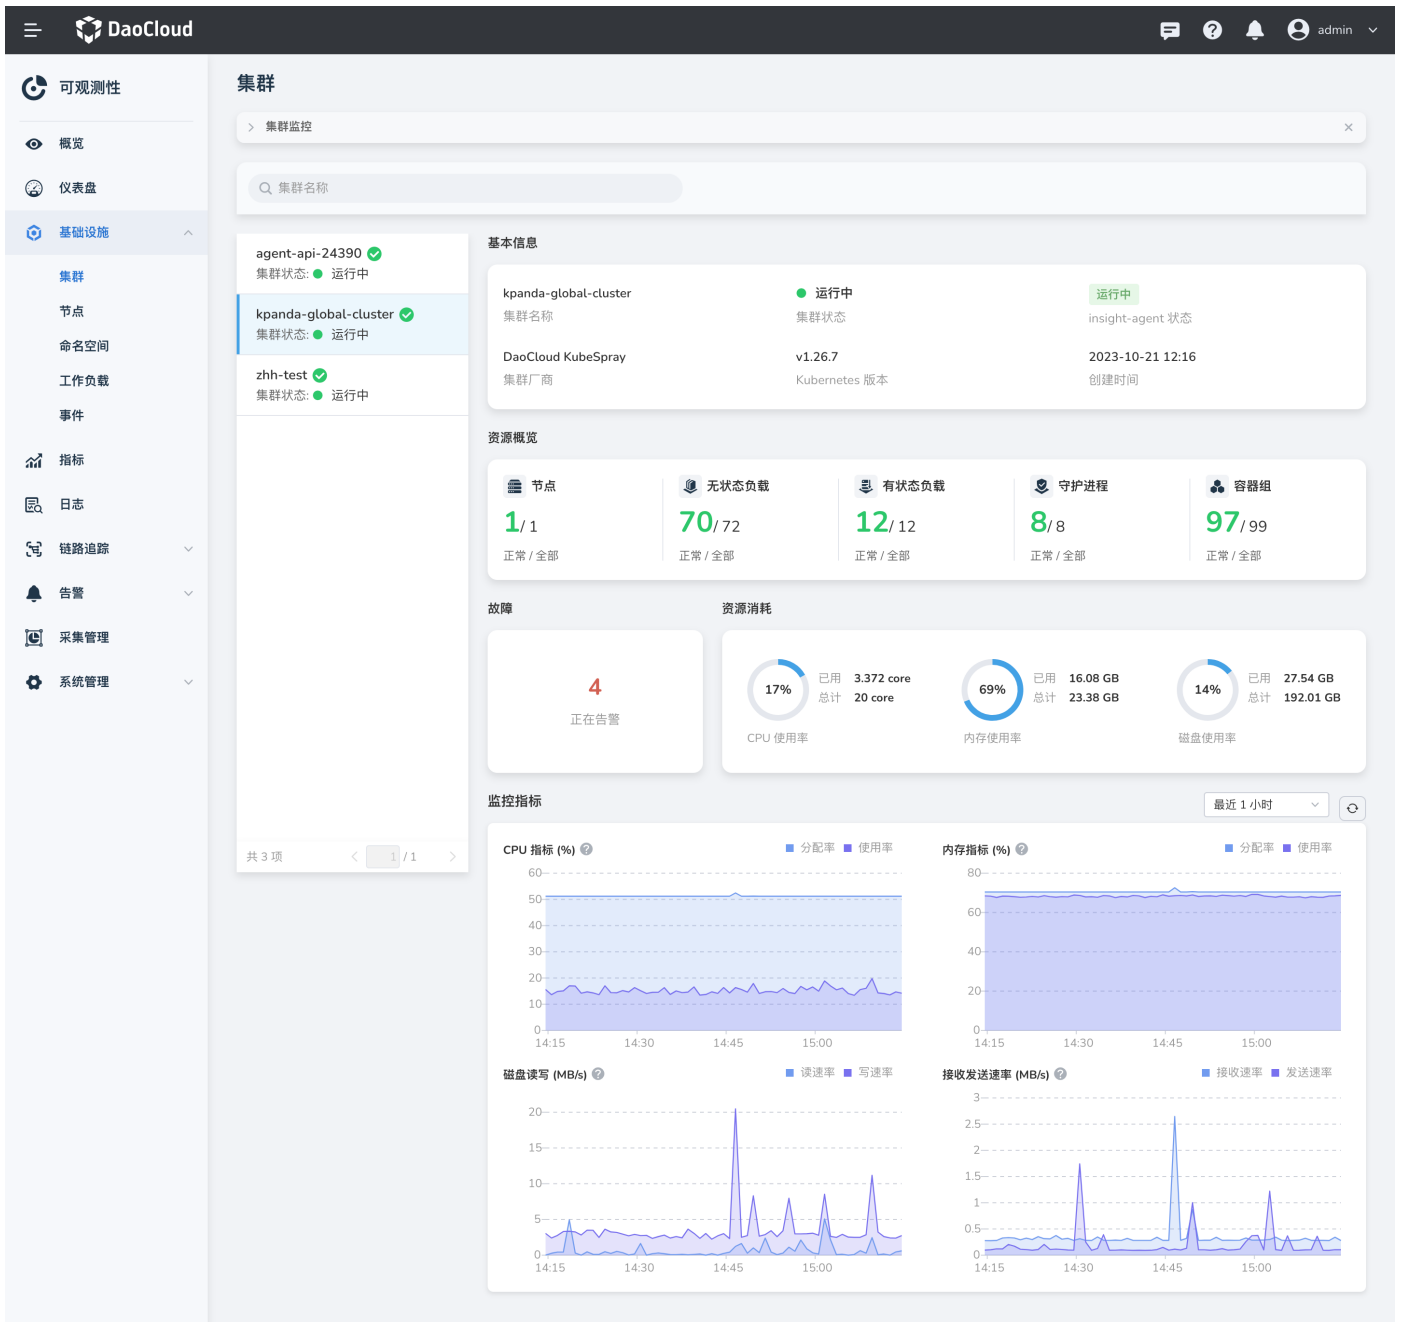 DaoCloud
admin
可观测性
概览
仪表盘
基础设施
集群
节点
命名空间
工作负载
事件
指标
日志
链路追踪
告警
采集管理
系统管理
集群
集群监控
集群名称
agent-api-24390
集群状态: 运行中
kpanda-global-cluster
集群状态: 运行中
zhh-test
集群状态: 运行中
共 3 项 1 / 1
基本信息
kpanda-global-cluster 运行中 运行中
集群名称 集群状态 insight-agent 状态
DaoCloud KubeSpray v1.26.7 2023-10-21 12:16
集群厂商 Kubernetes 版本 创建时间
资源概览
节点 无状态负载 有状态负载 守护进程 容器组
1/ 1 70/ 72 12/ 12 8/ 8 97/ 99
正常 / 全部 正常 / 全部 正常 / 全部 正常 / 全部 正常 / 全部
故障
4
正在告警
资源消耗
17% 已用 3.372 core
总计 20 core
CPU 使用率
69% 已用 16.08 GB
总计 23.38 GB
内存使用率
14% 已用 27.54 GB
总计 192.01 GB
磁盘使用率
监控指标
最近 1 小时
CPU 指标 (%) 分配率 使用率
60
50
40
30
20
10
0
14:15 14:30 14:45 15:00
内存指标 (%) 分配率 使用率
80
60
40
20
0
14:15 14:30 14:45 15:00
磁盘读写 (MB/s) 读速率 写速率
20
15
10
5
0
14:15 14:30 14:45 15:00
接收发送速率 (MB/s) 接收速率 发送速率
3
2.5
2
1.5
1
0.5
0
14:15 14:30 14:45 15:00